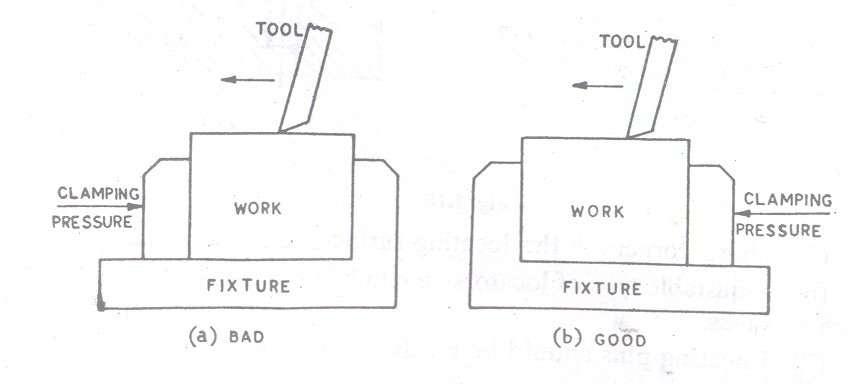 TOOL
CLAMPING
PRESSURE
WORK
FIXTURE
(a) BAD
TOOL
WORK
CLAMPING
PRESSURE
FIXTURE
(b) GOOD